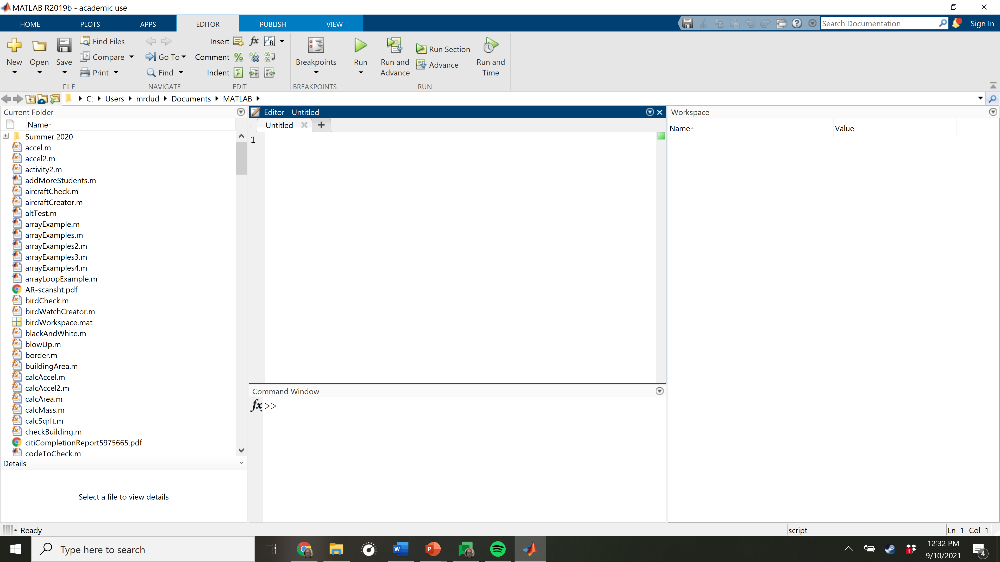 MATLAB R2019b - academic use
HOME PLOTS APPS EDITOR PUBLISH VIEW
Search Documentation
Sign In
New
Open
Save
Find Files
Compare
Print
FILE
Go To
Find
NAVIGATE
Insert
Comment
Indent
EDIT
Breakpoints
BREAKPOINTS
Run
Run and
Advance
Run Section
Advance
Run and
Time
RUN
C: Users mrdud Documents MATLAB
Current Folder
Name
Summer 2020
accel.m
accel2.m
activity2.m
addMoreStudents.m
aircraftCheck.m
aircraftCreator.m
altTest.m
arrayExample.m
arrayExamples.m
arrayExamples2.m
arrayExamples3.m
arrayExamples4.m
arrayLoopExample.m
AR-scansht.pdf
birdCheck.m
birdWatchCreator.m
birdWorkspace.mat
blackAndWhite.m
blowUp.m
border.m
buildingArea.m
calcAccel.m
calcAccel2.m
calcArea.m
calcMass.m
calcSqrft.m
checkBuilding.m
citiCompletionReport5975665.pdf
codeToCheck.m
Details
Select a file to view details
Editor - Untitled
Untitled
1
Command Window
fx >>
Workspace
Name Value
Ready
script
Ln 1 Col 1
Type here to search
12:32 PM
9/10/2021
4